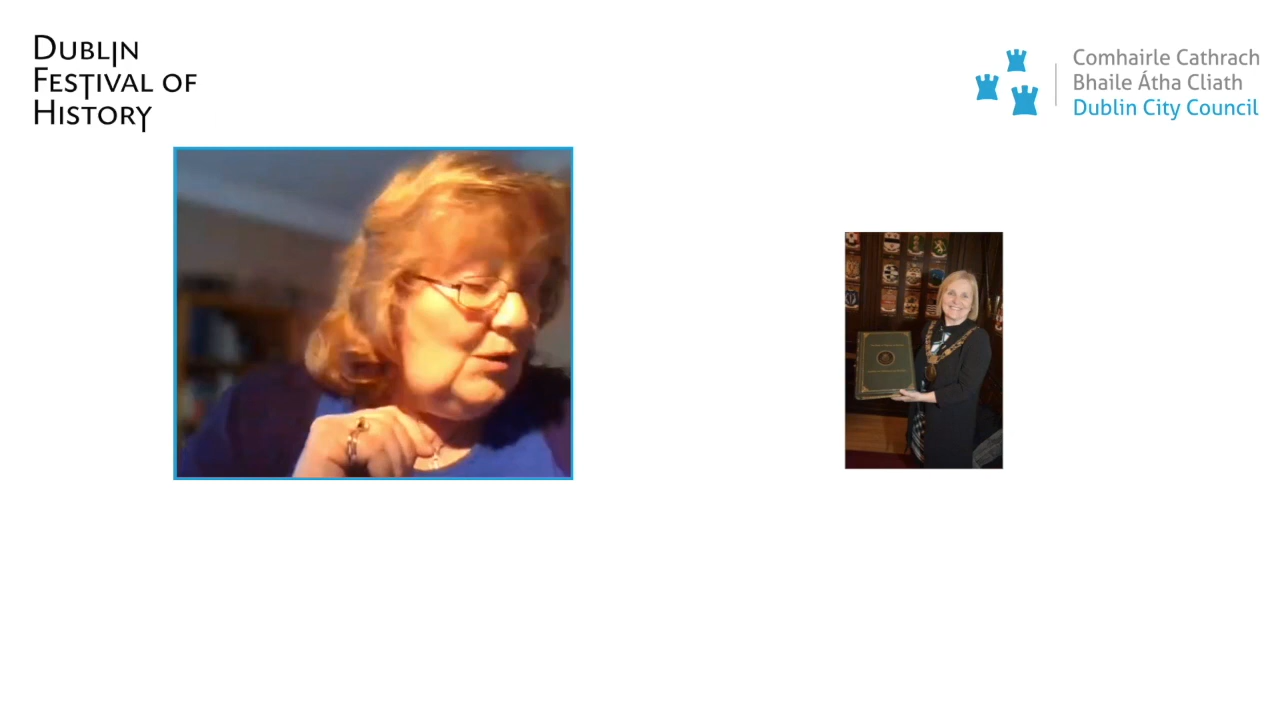 DUBLIN
FESTIVAL OF
HISTORY
Comhairle Cathrach
Bhaile Átha Cliath
Dublin City Council